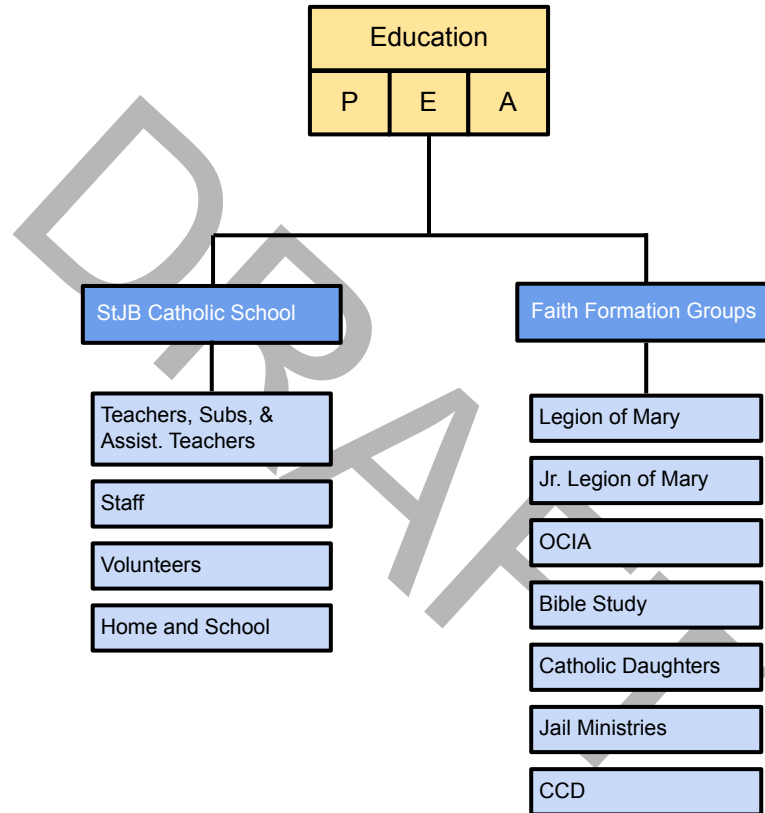 Education
P E A
StJB Catholic School
Faith Formation Groups
Teachers, Subs, &
Assist. Teachers
Staff
Volunteers
Home and School
Legion of Mary
Jr. Legion of Mary
OCIA
Bible Study
Catholic Daughters
Jail Ministries
CCD
DRAFT